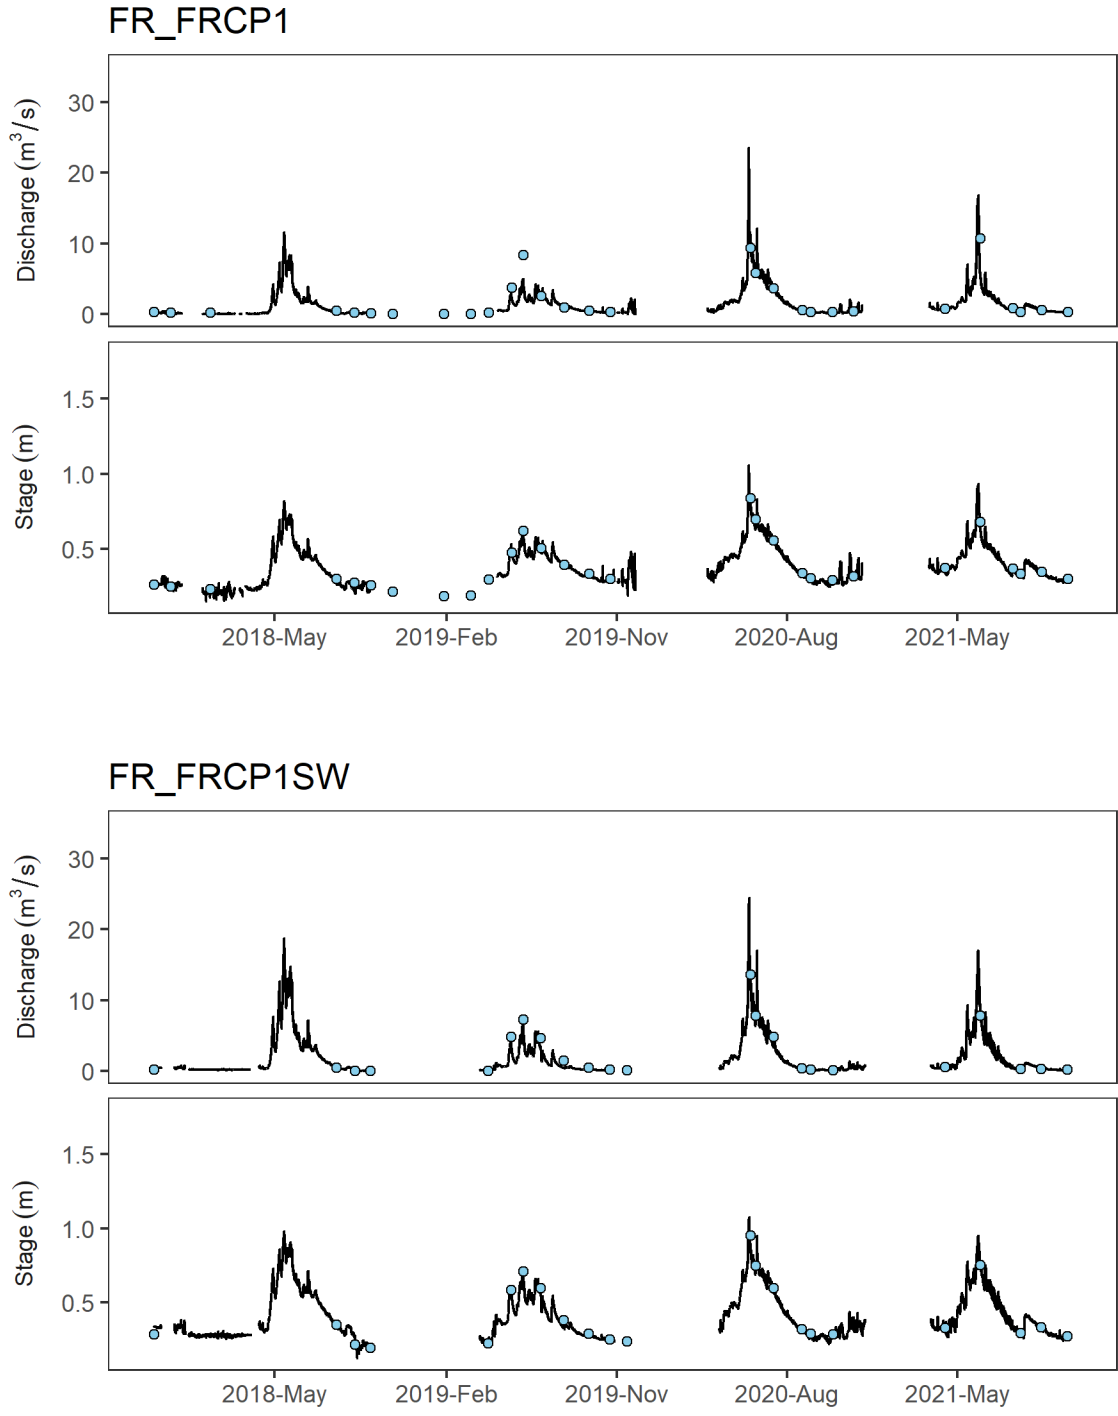 FR_FRCP1
Discharge (m³/s)
30
20
10
0
Stage (m)
1.5
1.0
0.5
2018-May
2019-Feb
2019-Nov
2020-Aug
2021-May
FR_FRCP1SW
Discharge (m³/s)
30
20
10
0
Stage (m)
1.5
1.0
0.5
2018-May
2019-Feb
2019-Nov
2020-Aug
2021-May